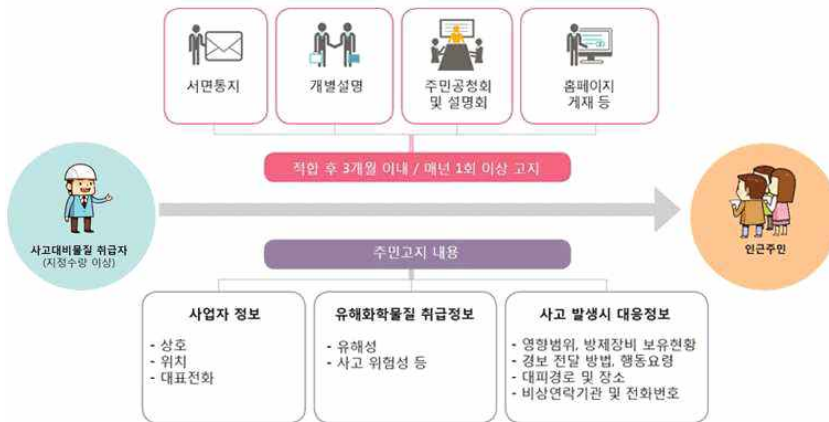 서면통지
개별설명
주민공청회
및 설명회
홈페이지
게재 등
적합 후 3개월 이내 / 매년 1회 이상 고지
사고대비물질 취급자
(지정수량 이상)
인근주민
주민고지 내용
사업자 정보
- 상호
- 위치
- 대표전화
유해화학물질 취급정보
- 유해성
- 사고 위험성 등
사고 발생시 대응정보
- 영향범위, 방제장비 보유현황
- 경보 전달 방법, 행동요령
- 대피경로 및 장소
- 비상연락기관 및 전화번호